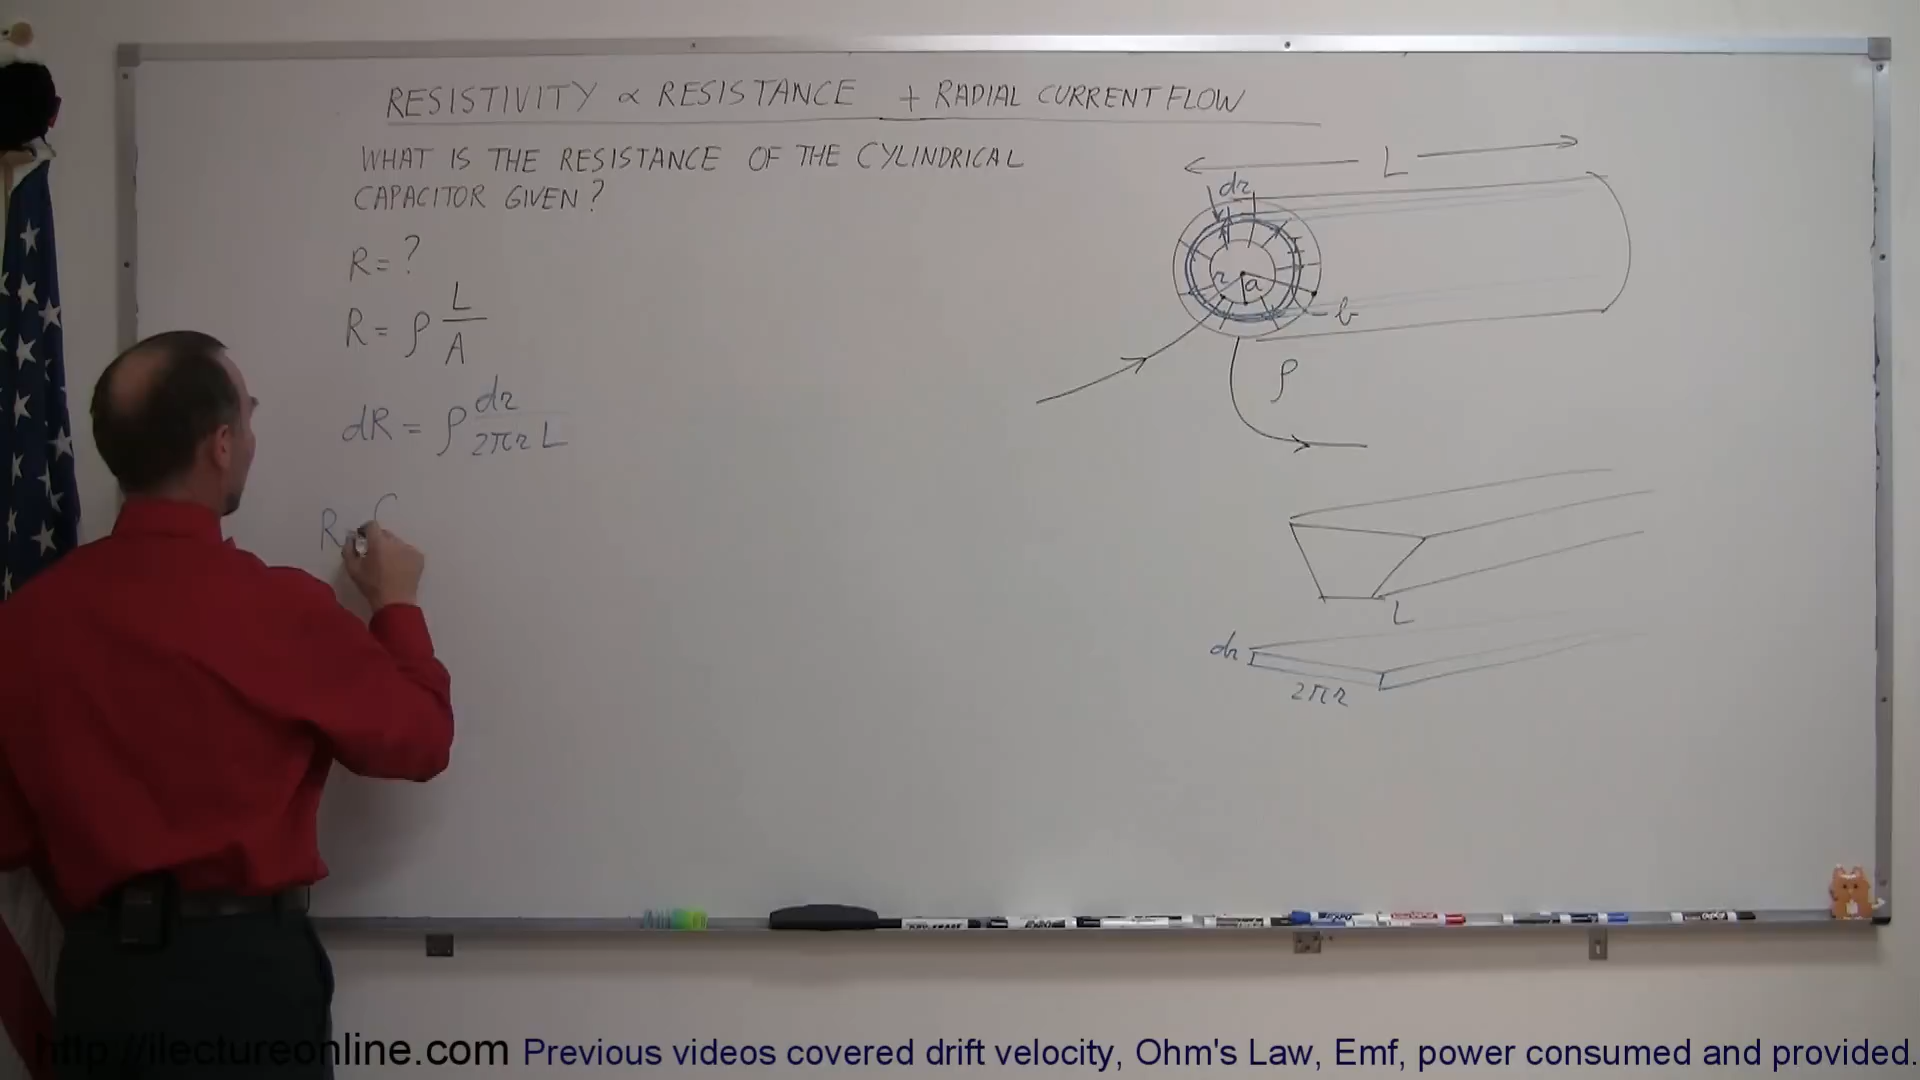 RESISTIVITY ∝ RESISTANCE + RADIAL CURRENT FLOW
WHAT IS THE RESISTANCE OF THE CYLINDRICAL
CAPACITOR GIVEN?
R = ?
R = ρ L/A
dR = ρ dr/2πr L
R = ∫
L
dr
r
a
b
ρ
L
dr
2πr
http://ilectureonline.com Previous videos covered drift velocity, Ohm's Law, Emf, power consumed and provided.